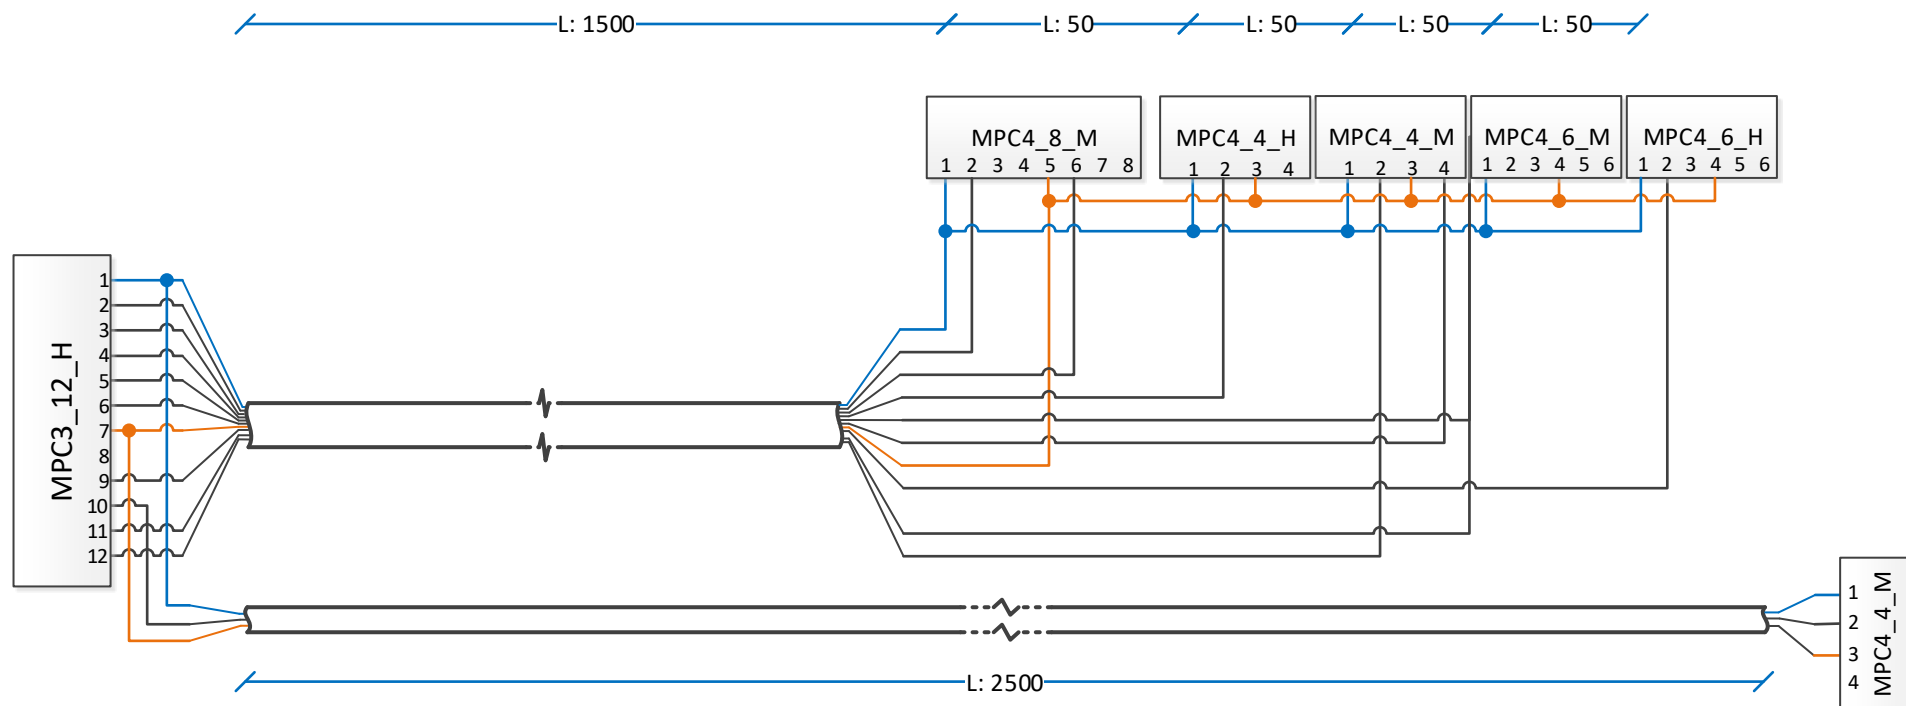 L: 1500 L: 50 L: 50 L: 50 L: 50
MPC4_8_M
1 2 3 4 5 6 7 8
MPC4_4_H
1 2 3 4
MPC4_4_M
1 2 3 4
MPC4_6_M
1 2 3 4 5 6
MPC4_6_H
1 2 3 4 5 6
MPC3_12_H
1
2
3
4
5
6
7
8
9
10
11
12
MPC4_4_M
1
2
3
4
L: 2500